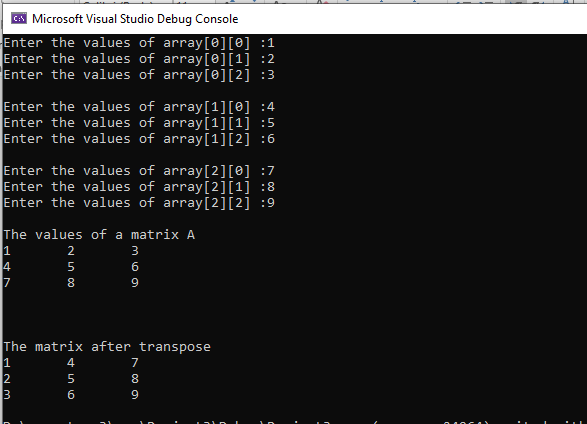 Microsoft Visual Studio Debug Console
Enter the values of array[0][0] :1
Enter the values of array[0][1] :2
Enter the values of array[0][2] :3
Enter the values of array[1][0] :4
Enter the values of array[1][1] :5
Enter the values of array[1][2] :6
Enter the values of array[2][0] :7
Enter the values of array[2][1] :8
Enter the values of array[2][2] :9
The values of a matrix A
1 2 3
4 5 6
7 8 9
The matrix after transpose
1 4 7
2 5 8
3 6 9